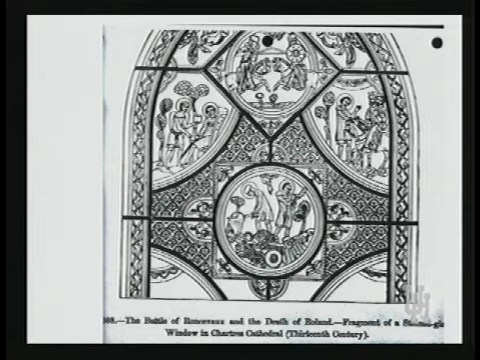 —The Battle of Roncevaux and the Death of Roland.—Fragment of a
Window in Chartres Cathedral (Thirteenth Century).